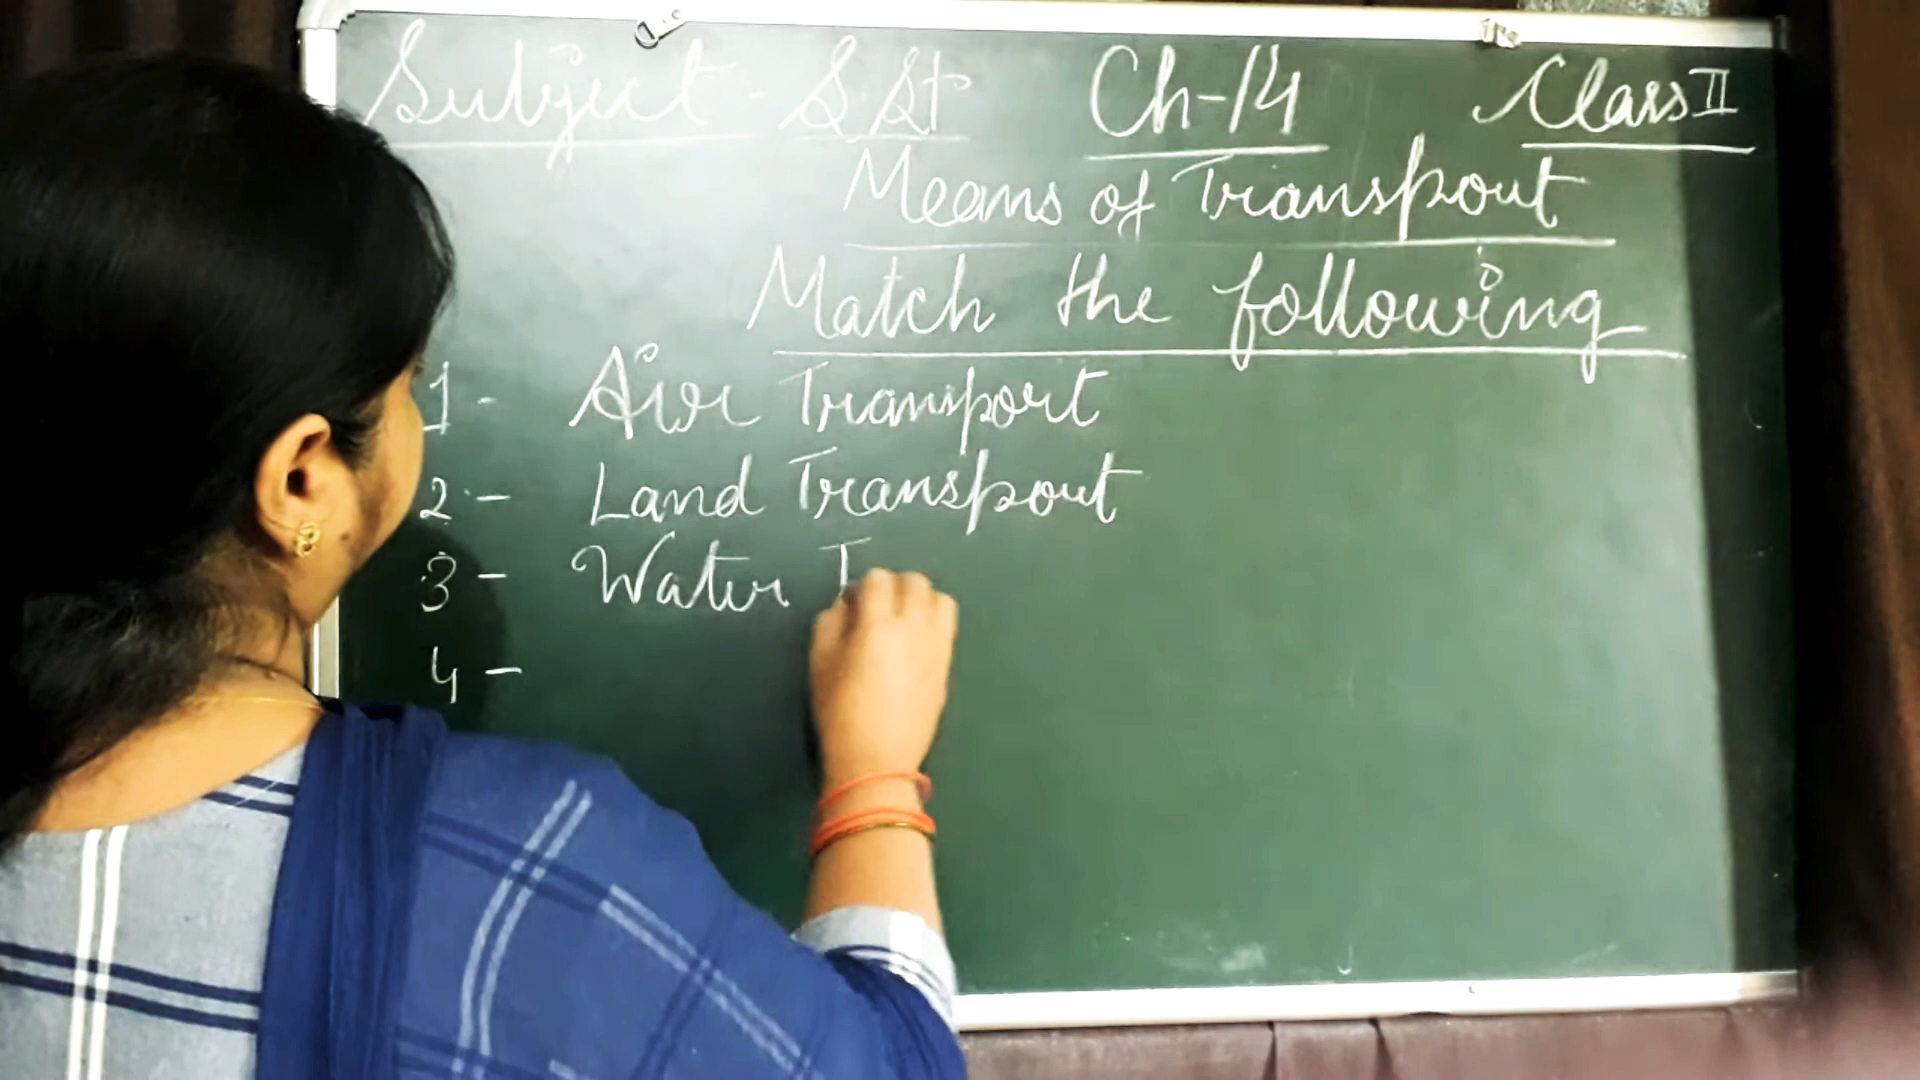 Subject - S.St Ch-14 Class II
Means of Transport
Match the following
1- Air Transport
2- Land Transport
3- Water T
4-